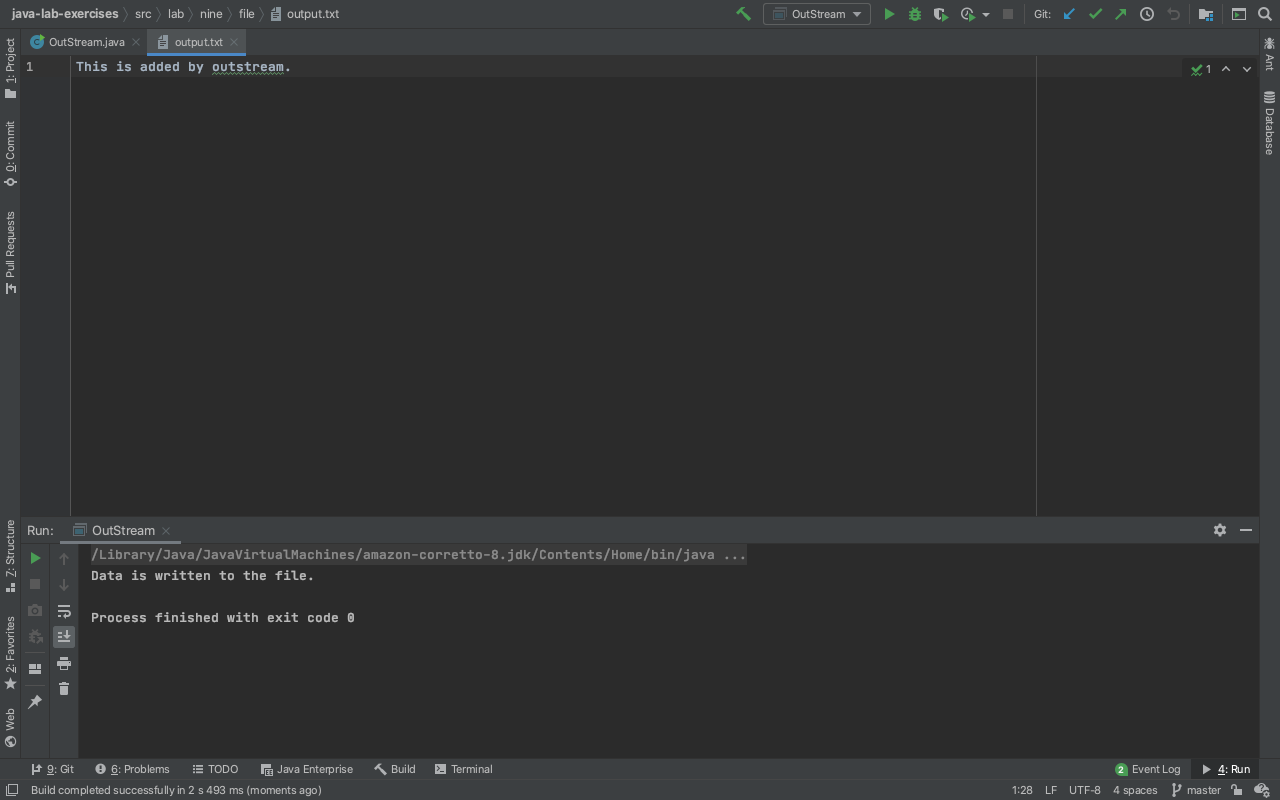 java-lab-exercises
src
lab
nine
file
output.txt
OutStream
Git:
OutStream.java
output.txt
1: Project
0: Commit
Pull Requests
1
This is added by outstream.
1
Ant
Database
7: Structure
2: Favorites
Web
Run:
OutStream
/Library/Java/JavaVirtualMachines/amazon-corretto-8.jdk/Contents/Home/bin/java ...
Data is written to the file.
Process finished with exit code 0
9: Git
6: Problems
TODO
Java Enterprise
Build
Terminal
2
Event Log
4: Run
Build completed successfully in 2 s 493 ms (moments ago)
1:28
LF
UTF-8
4 spaces
master